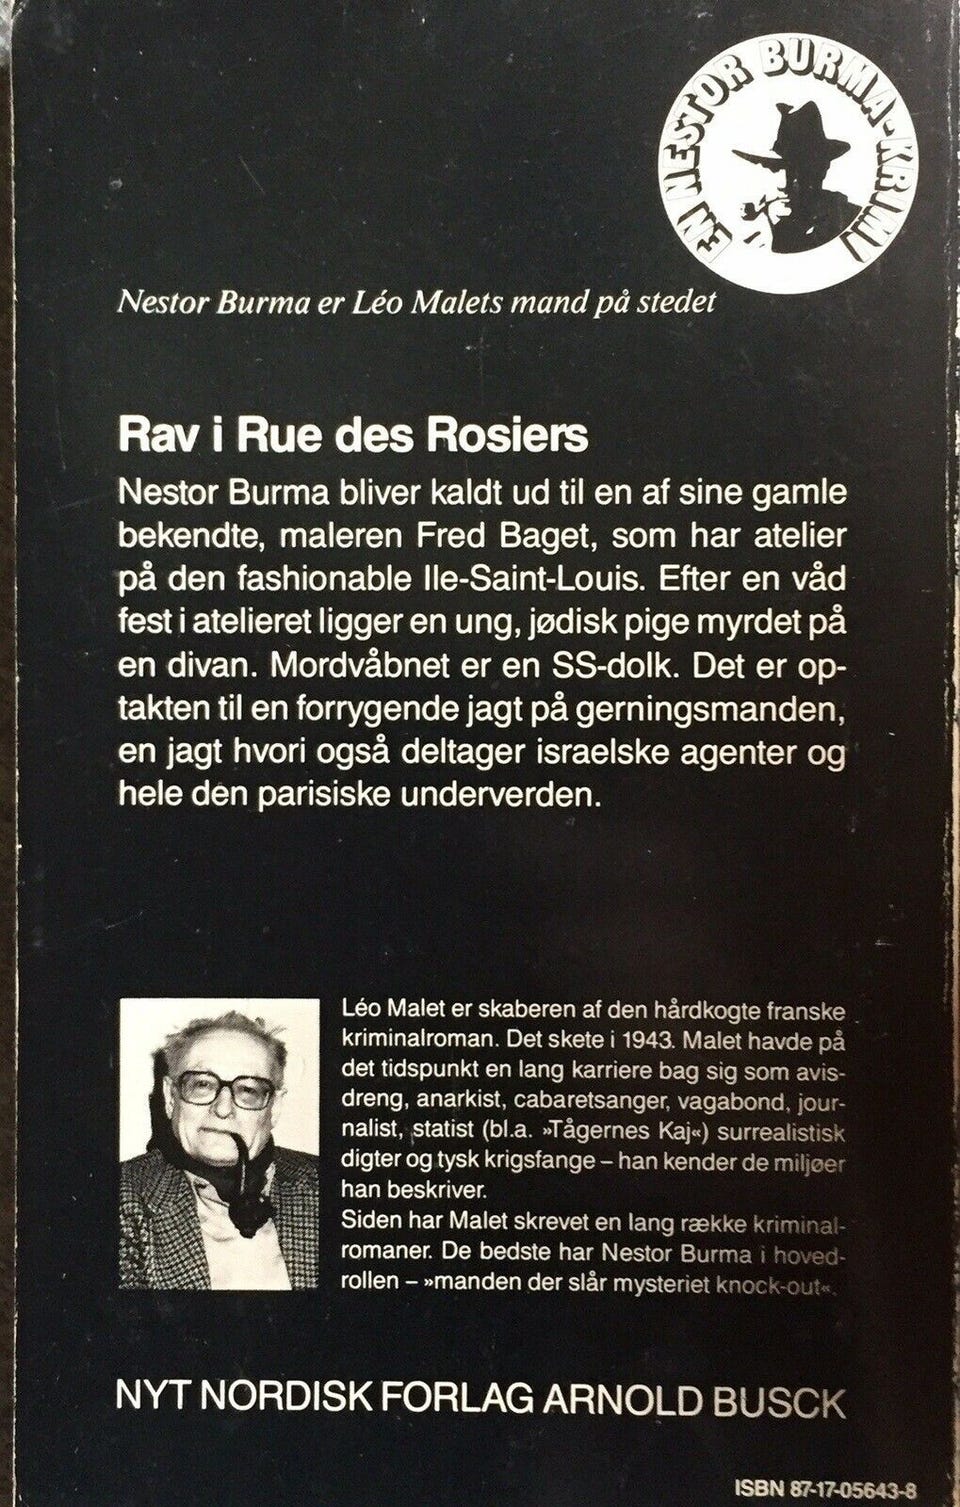 EN NESTOR BURMA-KRIMI
Nestor Burma er Léo Malets mand på stedet
Rav i Rue des Rosiers
Nestor Burma bliver kaldt ud til en af sine gamle
bekendte, maleren Fred Baget, som har atelier
på den fashionable Ile-Saint-Louis. Efter en våd
fest i atelieret ligger en ung, jødisk pige myrdet på
en divan. Mordvåbnet er en SS-dolk. Det er op-
takten til en forrygende jagt på gerningsmanden,
en jagt hvori også deltager israelske agenter og
hele den parisiske underverden.
Léo Malet er skaberen af den hårdkogte franske
kriminalroman. Det skete i 1943. Malet havde på
det tidspunkt en lang karriere bag sig som avis-
dreng, anarkist, cabaretsanger, vagabond, jour-
nalist, statist (bl.a. »Tågernes Kaj«) surrealistisk
digter og tysk krigsfange – han kender de miljøer
han beskriver.
Siden har Malet skrevet en lang række kriminal-
romaner. De bedste har Nestor Burma i hoved-
rollen – »manden der slår mysteriet knock-out«.
NYT NORDISK FORLAG ARNOLD BUSCK
ISBN 87-17-05643-8